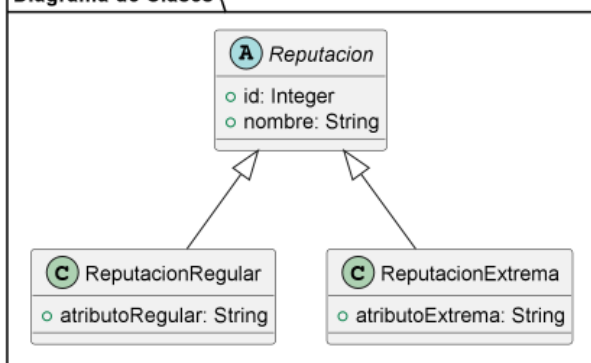 Diagrama de Clases
A Reputacion
id: Integer
nombre: String
C ReputacionRegular
atributoRegular: String
C ReputacionExtrema
atributoExtrema: String